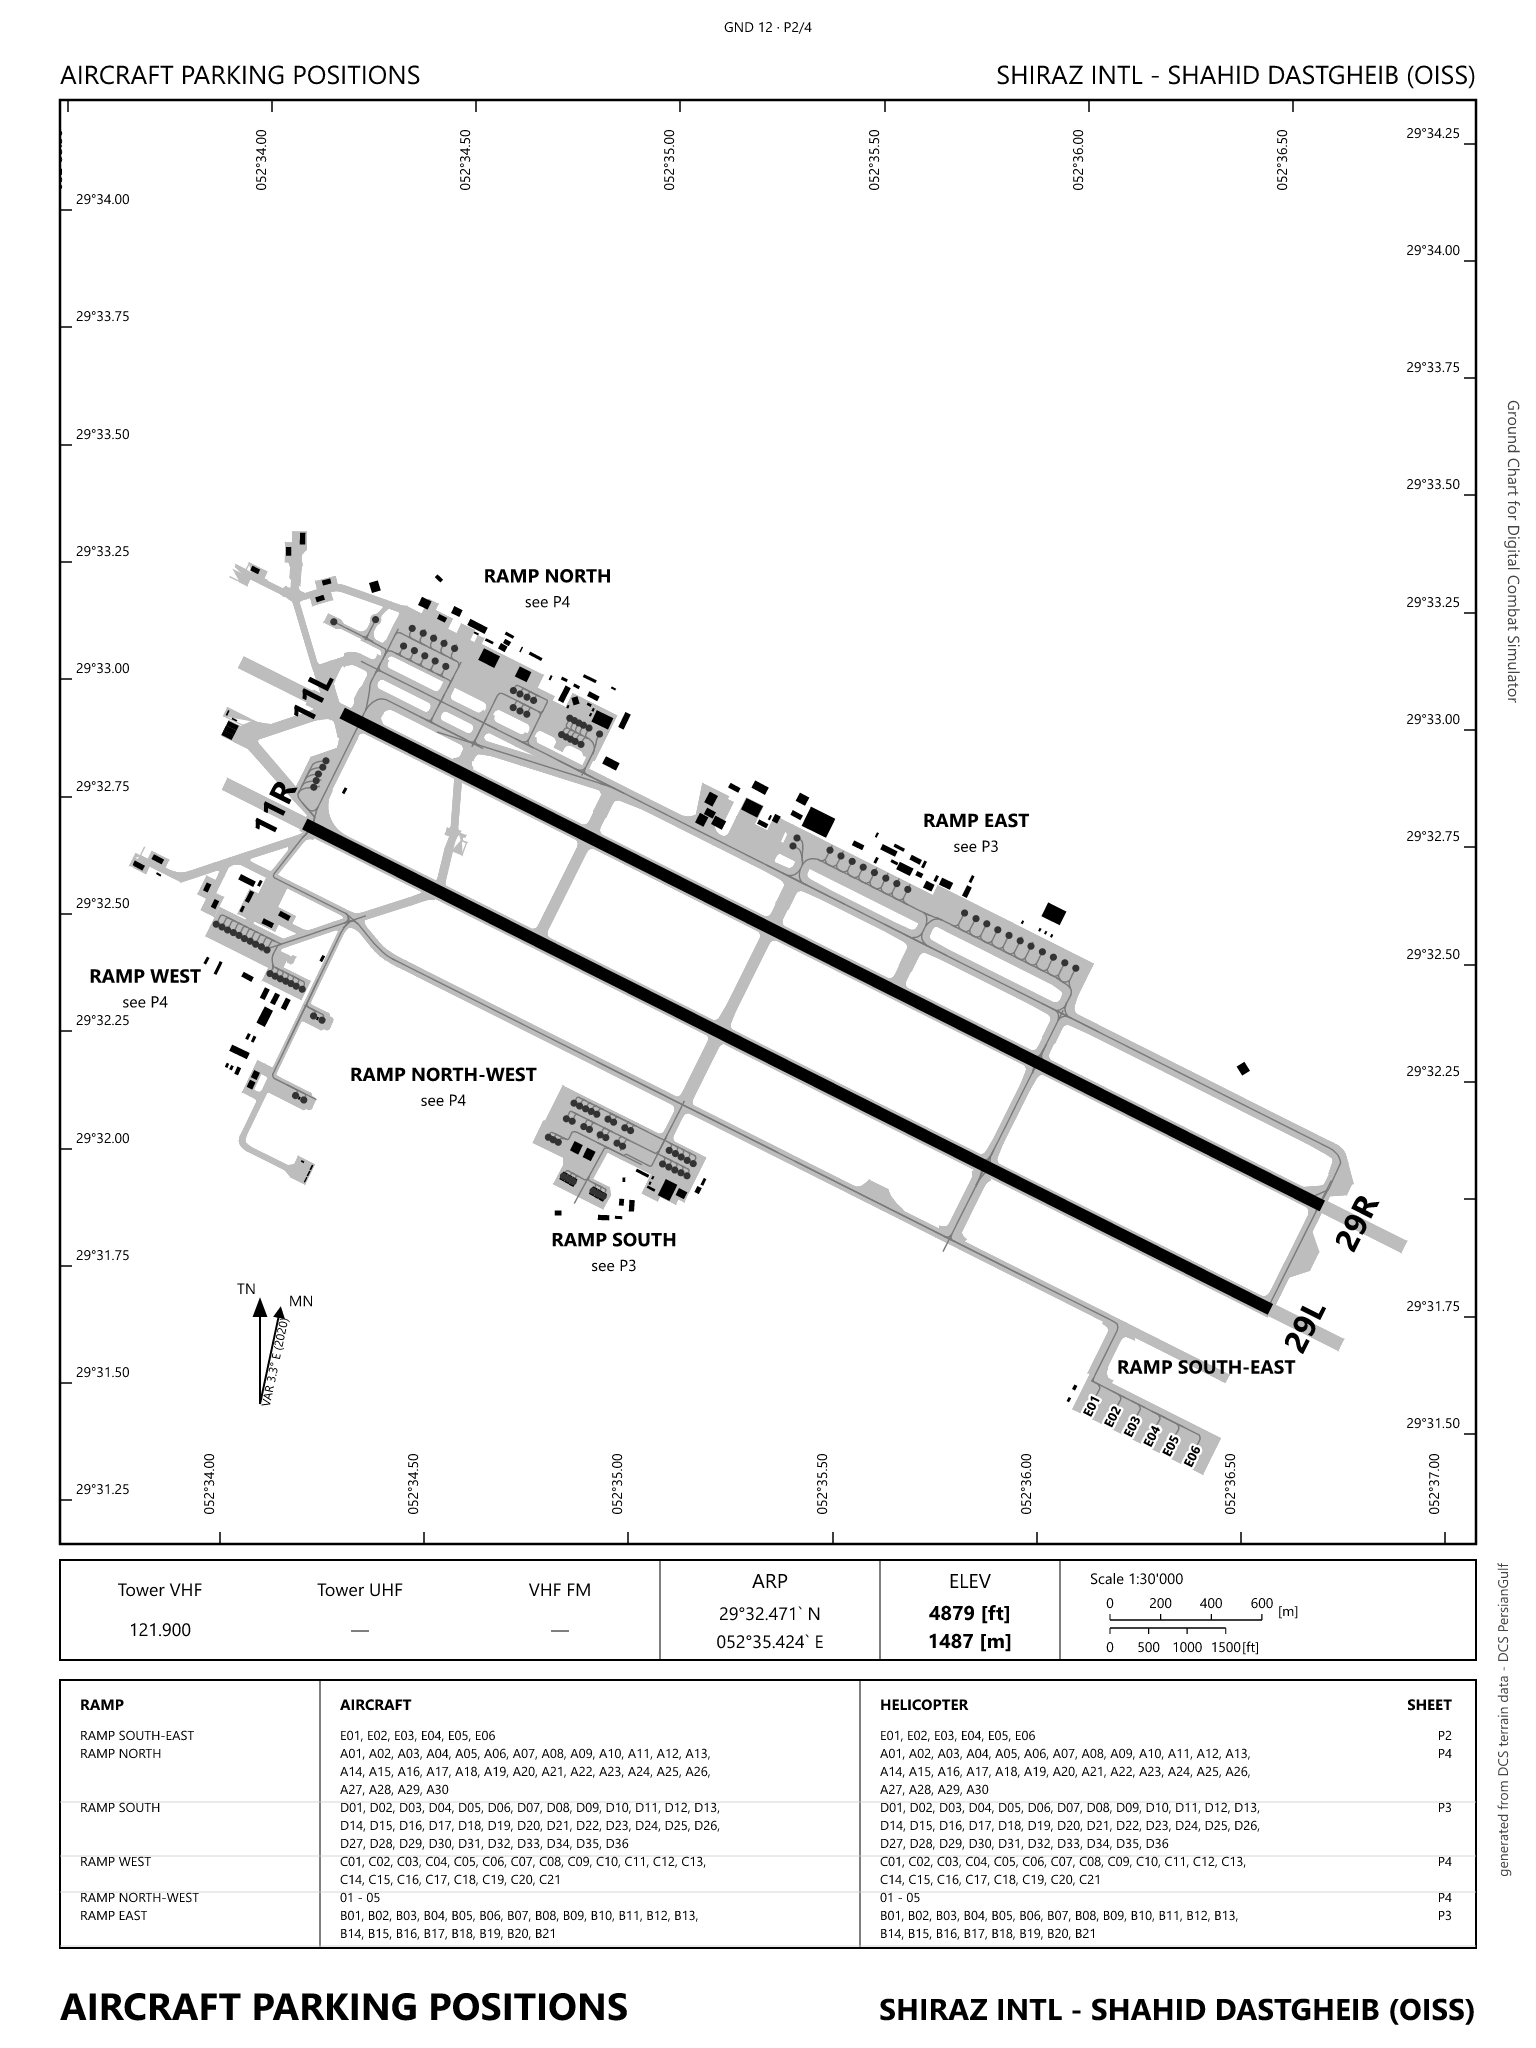 GND 12 · P2/4
AIRCRAFT PARKING POSITIONS
SHIRAZ INTL - SHAHID DASTGHEIB (OISS)
052°34.00
052°34.50
052°35.00
052°35.50
052°36.00
052°36.50
29°34.25
29°34.00
29°34.00
29°33.75
29°33.75
29°33.50
29°33.50
29°33.25
29°33.25
29°33.00
29°33.00
29°32.75
29°32.75
29°32.50
29°32.50
29°32.25
29°32.25
29°32.00
29°31.75
29°31.75
29°31.50
29°31.50
29°31.25
RAMP NORTH
see P4
11L
11R
RAMP EAST
see P3
RAMP WEST
see P4
RAMP NORTH-WEST
see P4
RAMP SOUTH
see P3
29R
29L
RAMP SOUTH-EAST
E01
E02
E03
E04
E05
E06
TN
MN
VAR 3.3° E (2020)
052°34.00
052°34.50
052°35.00
052°35.50
052°36.00
052°36.50
052°37.00
Ground Chart for Digital Combat Simulator
generated from DCS terrain data - DCS PersianGulf
Tower VHF
121.900
Tower UHF
—
VHF FM
—
ARP
29°32.471` N
052°35.424` E
ELEV
4879 [ft]
1487 [m]
Scale 1:30'000
0 200 400 600 [m]
0 500 1000 1500 [ft]
RAMP AIRCRAFT HELICOPTER SHEET
RAMP SOUTH-EAST E01, E02, E03, E04, E05, E06 E01, E02, E03, E04, E05, E06 P2
RAMP NORTH A01, A02, A03, A04, A05, A06, A07, A08, A09, A10, A11, A12, A13, A01, A02, A03, A04, A05, A06, A07, A08, A09, A10, A11, A12, A13, P4
A14, A15, A16, A17, A18, A19, A20, A21, A22, A23, A24, A25, A26, A14, A15, A16, A17, A18, A19, A20, A21, A22, A23, A24, A25, A26,
A27, A28, A29, A30 A27, A28, A29, A30
RAMP SOUTH D01, D02, D03, D04, D05, D06, D07, D08, D09, D10, D11, D12, D13, D01, D02, D03, D04, D05, D06, D07, D08, D09, D10, D11, D12, D13, P3
D14, D15, D16, D17, D18, D19, D20, D21, D22, D23, D24, D25, D26, D14, D15, D16, D17, D18, D19, D20, D21, D22, D23, D24, D25, D26,
D27, D28, D29, D30, D31, D32, D33, D34, D35, D36 D27, D28, D29, D30, D31, D32, D33, D34, D35, D36
RAMP WEST C01, C02, C03, C04, C05, C06, C07, C08, C09, C10, C11, C12, C13, C01, C02, C03, C04, C05, C06, C07, C08, C09, C10, C11, C12, C13, P4
C14, C15, C16, C17, C18, C19, C20, C21 C14, C15, C16, C17, C18, C19, C20, C21
RAMP NORTH-WEST 01 - 05 01 - 05 P4
RAMP EAST B01, B02, B03, B04, B05, B06, B07, B08, B09, B10, B11, B12, B13, B01, B02, B03, B04, B05, B06, B07, B08, B09, B10, B11, B12, B13, P3
B14, B15, B16, B17, B18, B19, B20, B21 B14, B15, B16, B17, B18, B19, B20, B21
AIRCRAFT PARKING POSITIONS
SHIRAZ INTL - SHAHID DASTGHEIB (OISS)